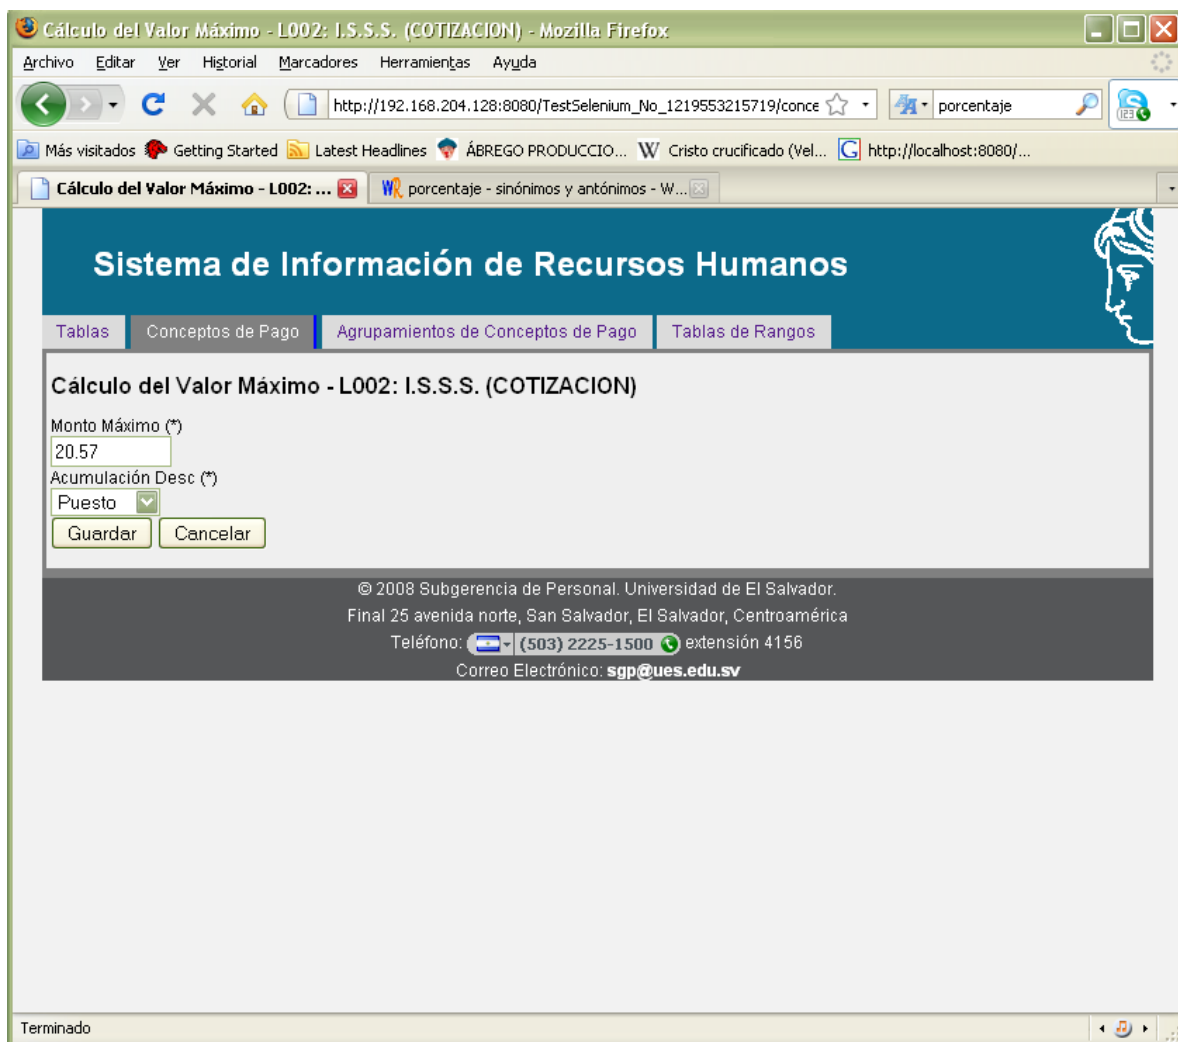 Cálculo del Valor Máximo - L002: I.S.S.S. (COTIZACION) - Mozilla Firefox
Archivo Editar Ver Historial Marcadores Herramientas Ayuda
http://192.168.204.128:8080/TestSelenium_No_1219553215719/conce porcentaje
Más visitados Getting Started Latest Headlines ÁBREGO PRODUCCIO... W Cristo crucificado (Vel... G http://localhost:8080/...
Cálculo del Valor Máximo - L002: ... WR porcentaje - sinónimos y antónimos - W...
Sistema de Información de Recursos Humanos
Tablas Conceptos de Pago Agrupamientos de Conceptos de Pago Tablas de Rangos
Cálculo del Valor Máximo - L002: I.S.S.S. (COTIZACION)
Monto Máximo (*)
20.57
Acumulación Desc (*)
Puesto
Guardar Cancelar
© 2008 Subgerencia de Personal. Universidad de El Salvador.
Final 25 avenida norte, San Salvador, El Salvador, Centroamérica
Teléfono: (503) 2225-1500 extensión 4156
Correo Electrónico: sgp@ues.edu.sv
Terminado